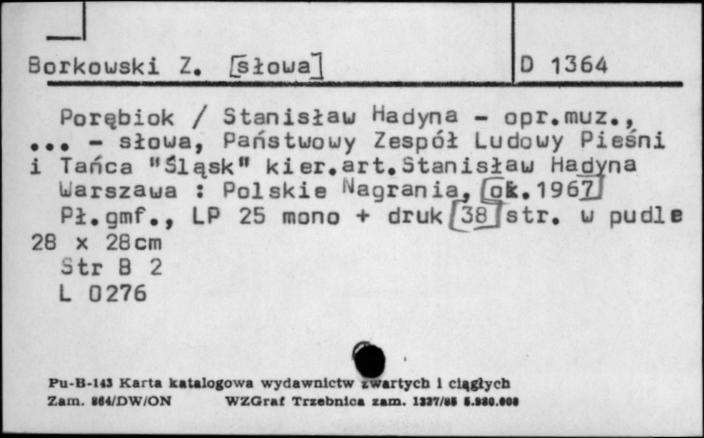 Borkowski Z. [słowa]
D 1364
Porębiok / Stanisław Hadyna - opr.muz.,
... - słowa, Państwowy Zespół Ludowy Pieśni
i Tańca "Śląsk" kier.art.Stanisław Hadyna
Warszawa : Polskie Nagrania, [ok.1967]
Pł.gmf., LP 25 mono + druk [38] str. w pudle
28 x 28cm
Str B 2
L 0276
Pu-B-143 Karta katalogowa wydawnictw zwartych i ciągłych
Zam. 864/DW/ON WZGraf Trzebnica zam. 1327/85